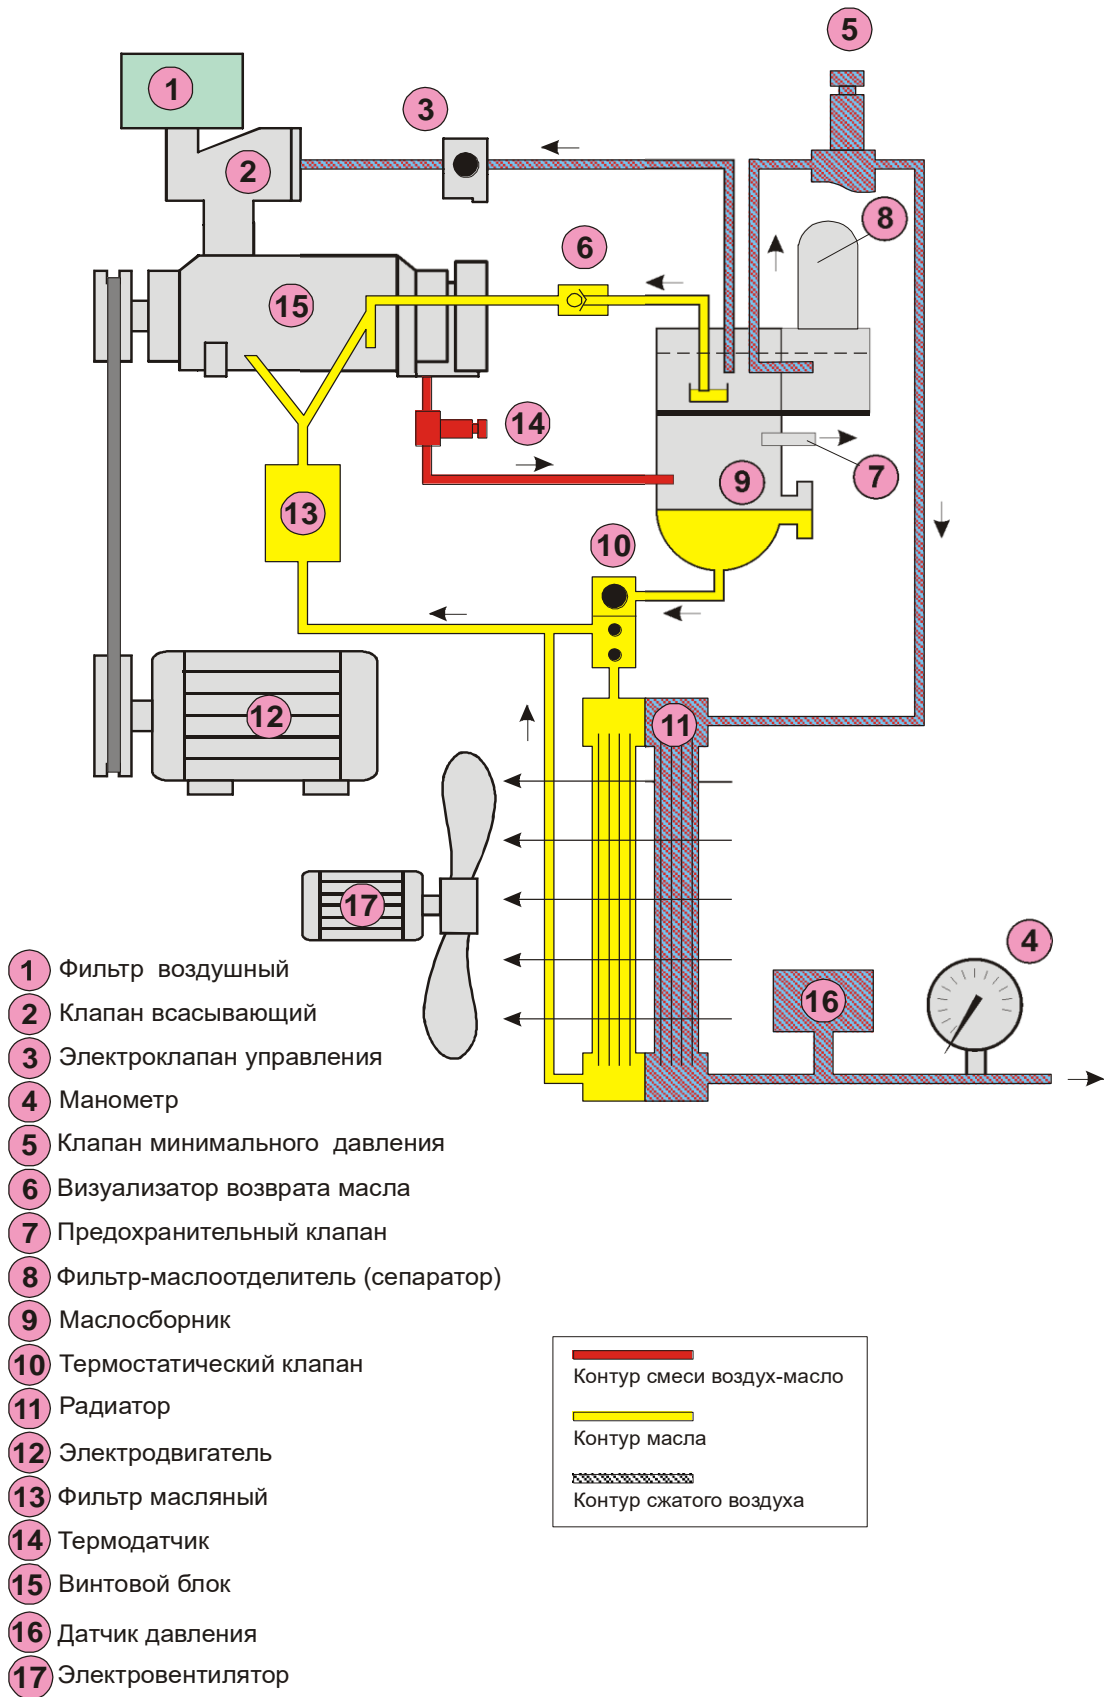 5
1
3
2
8
6
15
14
9
7
13
10
12
11
17
4
16
1 Фильтр воздушный
2 Клапан всасывающий
3 Электроклапан управления
4 Манометр
5 Клапан минимального давления
6 Визуализатор возврата масла
7 Предохранительный клапан
8 Фильтр-маслоотделитель (сепаратор)
9 Маслосборник
10 Термостатический клапан
11 Радиатор
12 Электродвигатель
13 Фильтр масляный
14 Термодатчик
15 Винтовой блок
16 Датчик давления
17 Электровентилятор
Контур смеси воздух-масло
Контур масла
Контур сжатого воздуха